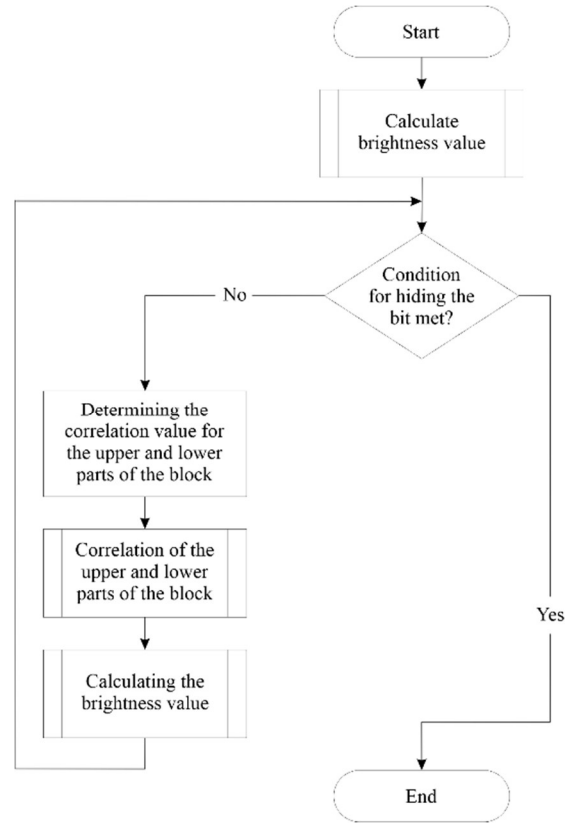 Start
Calculate
brightness value
Condition
for hiding the
bit met?
No
Determining the
correlation value for
the upper and lower
parts of the block
Correlation of the
upper and lower
parts of the block
Calculating the
brightness value
Yes
End